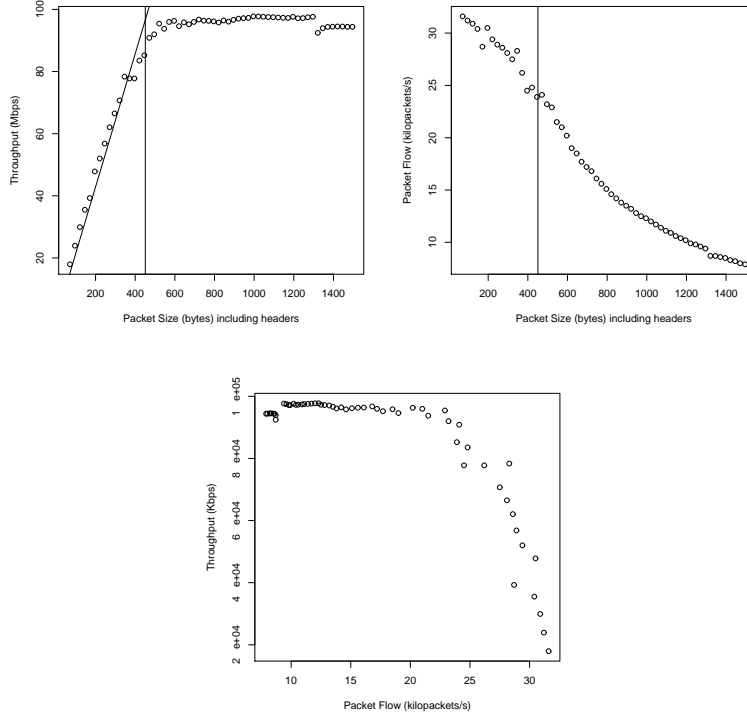 100
80
60
40
20
Throughput (Mbps)
200 400 600 800 1000 1200 1400
Packet Size (bytes) including headers
30
25
20
15
10
Packet Flow (kilopackets/s)
200 400 600 800 1000 1200 1400
Packet Size (bytes) including headers
1 e+05
8 e+04
6 e+04
4 e+04
2 e+04
Throughput (Kbps)
10 15 20 25 30
Packet Flow (kilopackets/s)